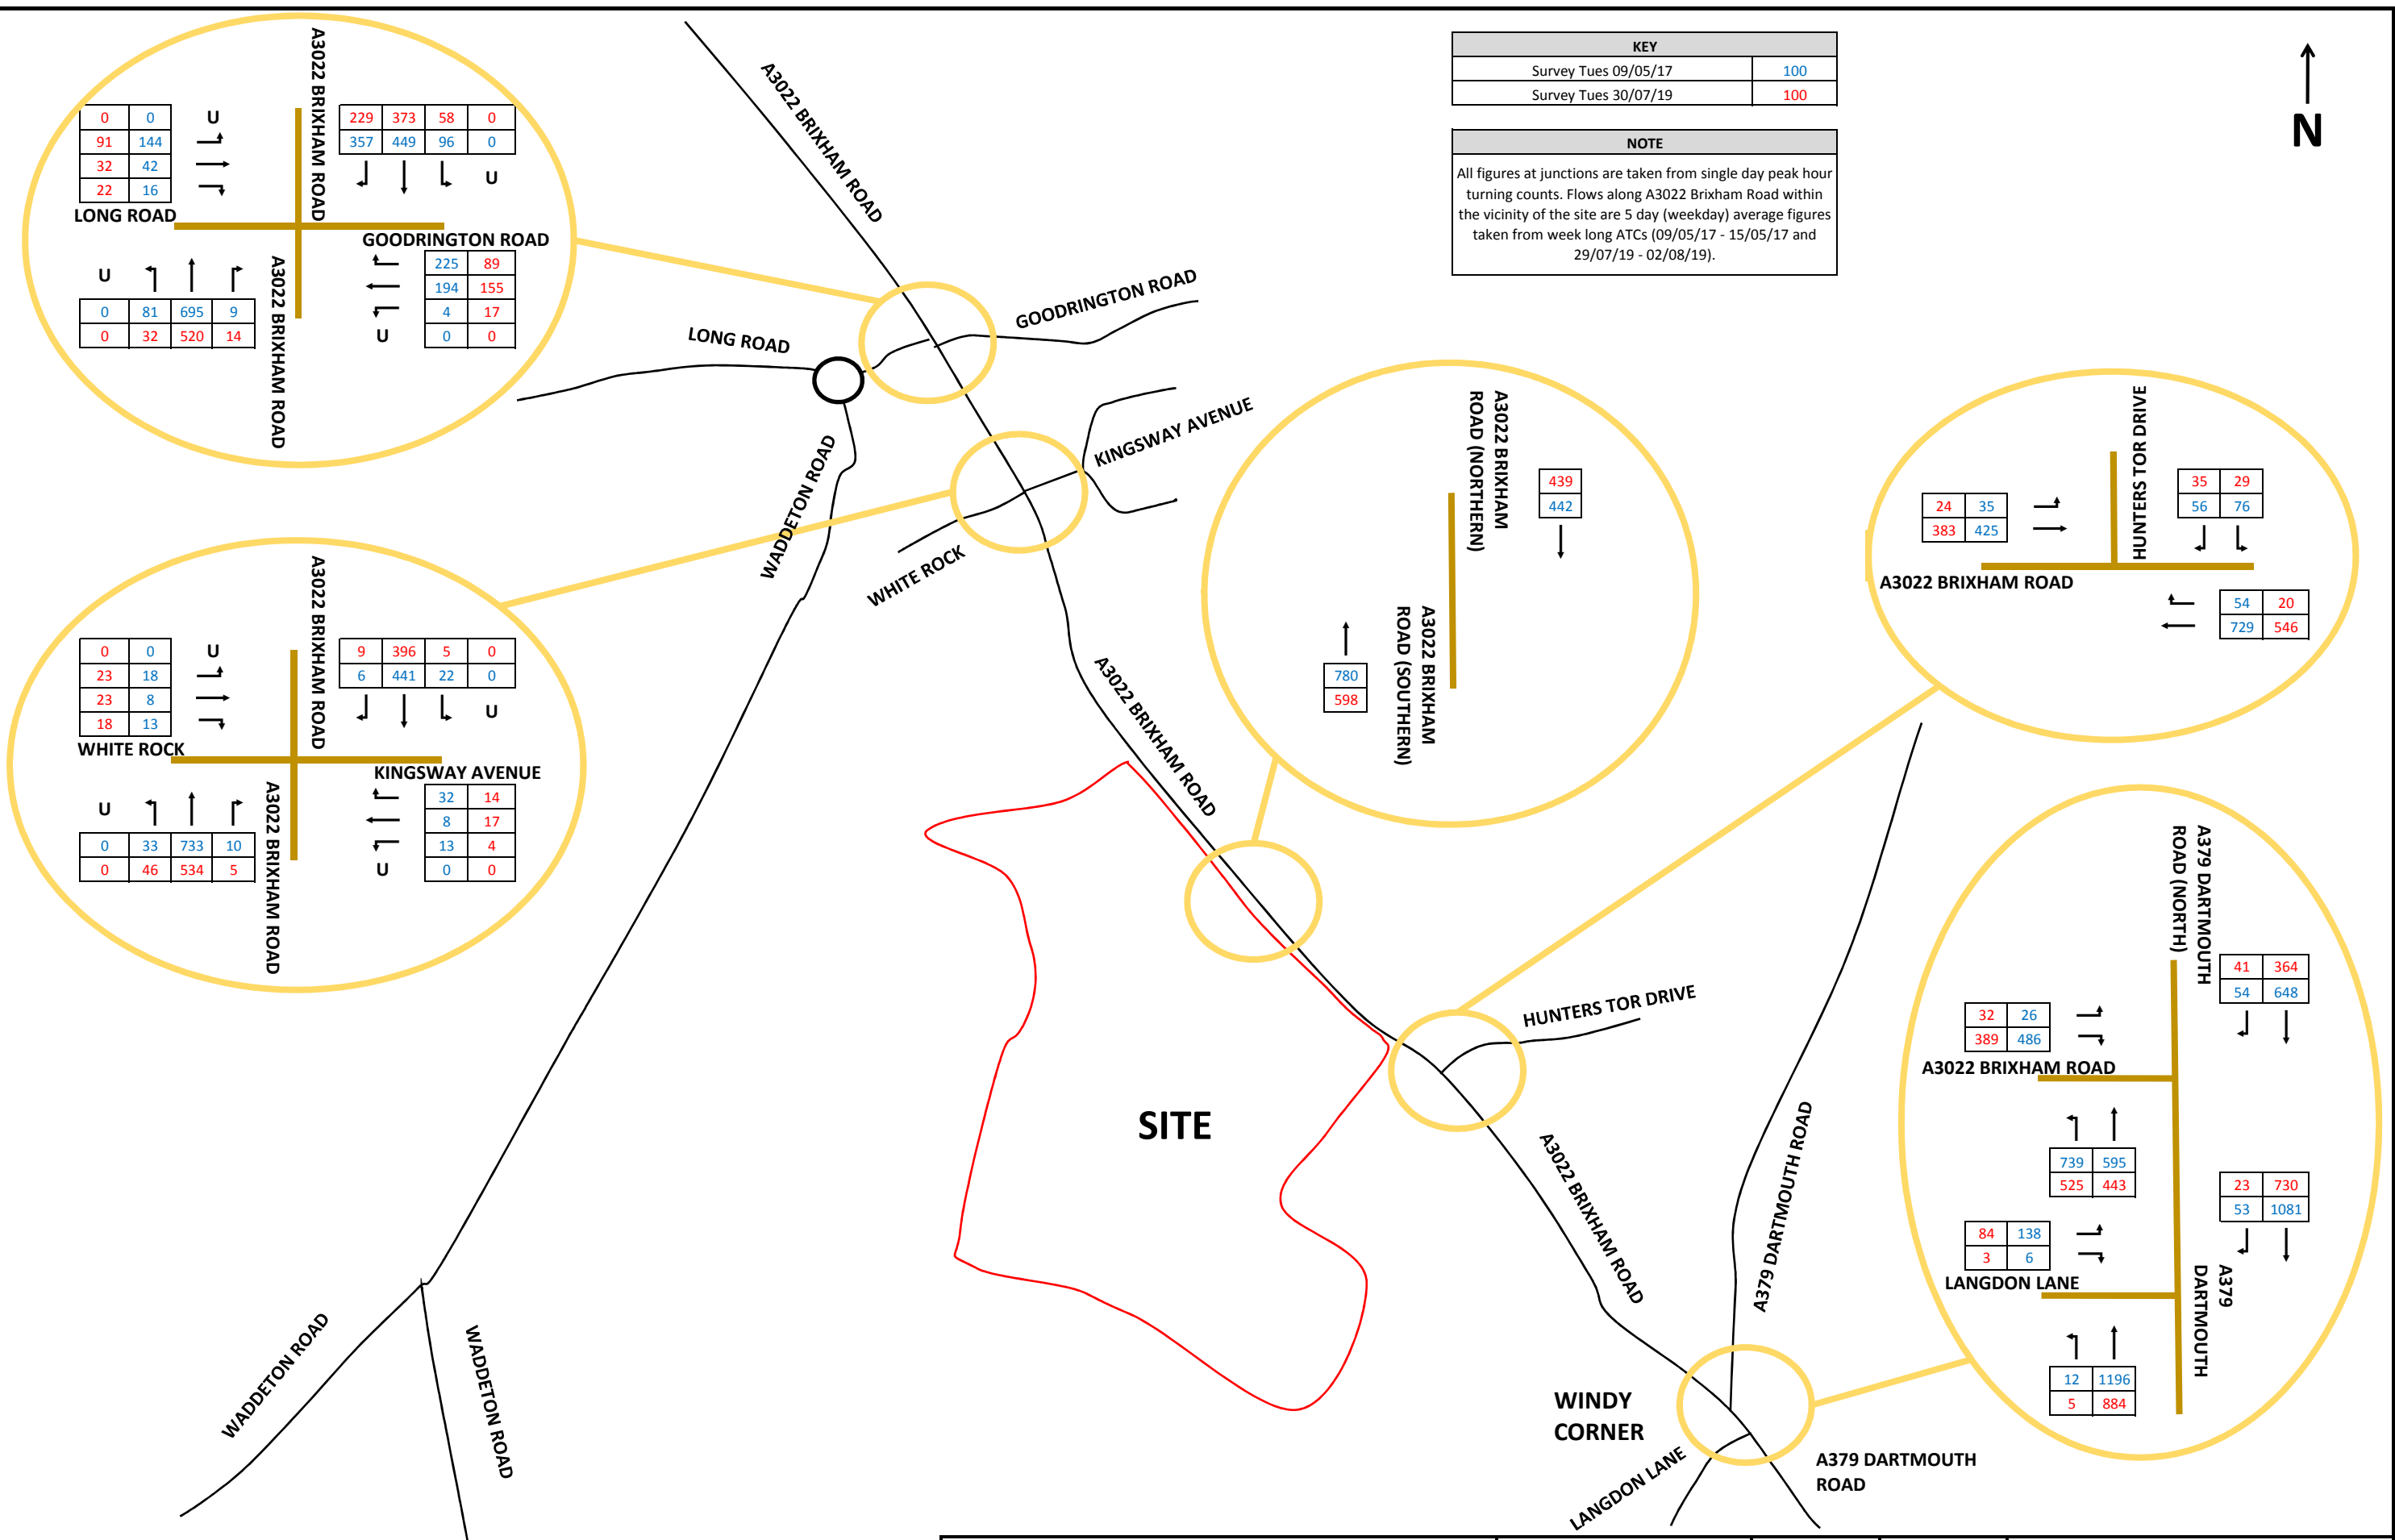 KEY
Survey Tues 09/05/17 100
Survey Tues 30/07/19 100
NOTE
All figures at junctions are taken from single day peak hour
turning counts. Flows along A3022 Brixham Road within
the vicinity of the site are 5 day (weekday) average figures
taken from week long ATCs (09/05/17 - 15/05/17 and
29/07/19 - 02/08/19).
N
A3022 BRIXHAM ROAD
0 0 U
91 144
32 42
22 16
LONG ROAD
229 373 58 0
357 449 96 0
U
GOODRINGTON ROAD
225 89
194 155
4 17
U 0 0
U
0 81 695 9
0 32 520 14
A3022 BRIXHAM ROAD
A3022 BRIXHAM ROAD
GOODRINGTON ROAD
LONG ROAD
KINGSWAY AVENUE
WADDETON ROAD
WHITE ROCK
A3022 BRIXHAM ROAD
A3022 BRIXHAM ROAD
0 0 U
23 18
23 8
18 13
WHITE ROCK
9 396 5 0
6 441 22 0
U
KINGSWAY AVENUE
32 14
8 17
13 4
U 0 0
U
0 33 733 10
0 46 534 5
A3022 BRIXHAM ROAD
A3022 BRIXHAM
ROAD (NORTHERN)
439
442
780
598
A3022 BRIXHAM
ROAD (SOUTHERN)
HUNTERS TOR DRIVE
24 35
383 425
35 29
56 76
A3022 BRIXHAM ROAD
54 20
729 546
HUNTERS TOR DRIVE
SITE
A3022 BRIXHAM ROAD
A379 DARTMOUTH ROAD
A379 DARTMOUTH
ROAD (NORTH)
41 364
54 648
32 26
389 486
A3022 BRIXHAM ROAD
739 595
525 443
23 730
53 1081
84 138
3 6
LANGDON LANE
A379
DARTMOUTH
12 1196
5 884
WADDETON ROAD
WADDETON ROAD
WINDY
CORNER
LANGDON LANE
A379 DARTMOUTH
ROAD